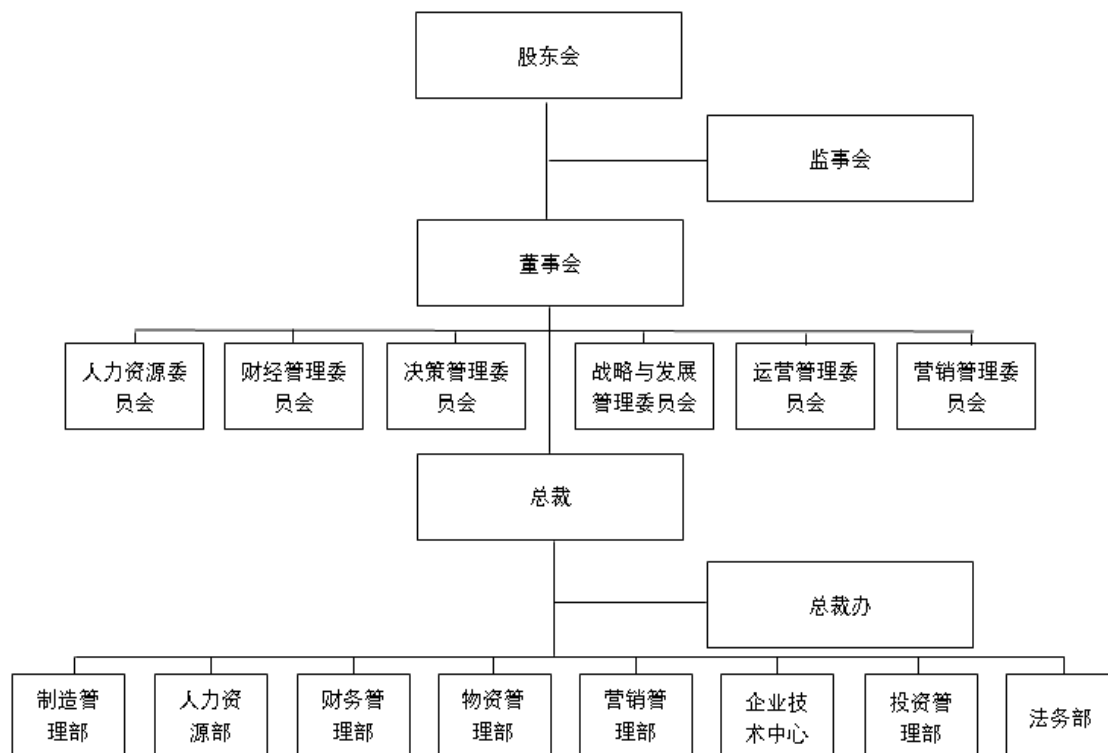 股东会
监事会
董事会
人力资源委
员会
财经管理委
员会
决策管理委
员会
战略与发展
管理委员会
运营管理委
员会
营销管理委
员会
总裁
总裁办
制造管
理部
人力资
源部
财务管
理部
物资管
理部
营销管
理部
企业技
术中心
投资管
理部
法务部